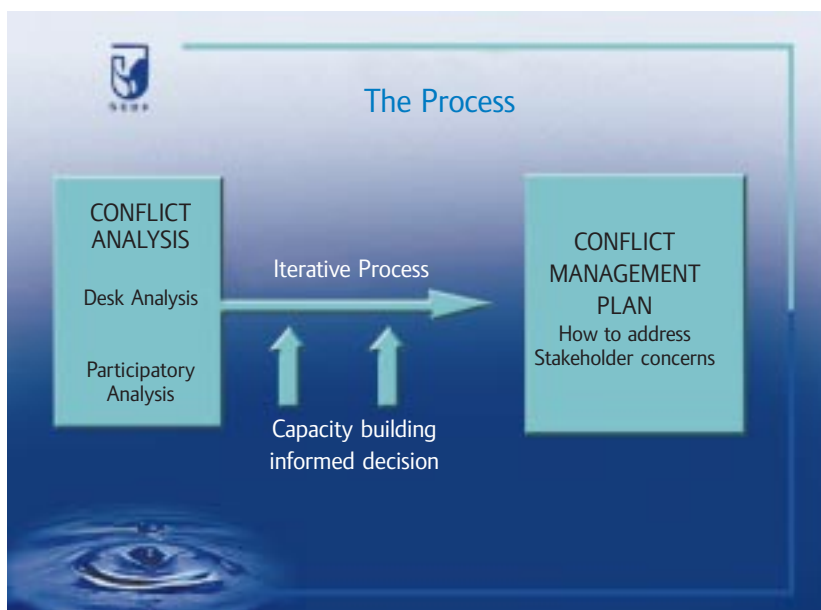 The Process
CONFLICT
ANALYSIS
Desk Analysis
Participatory
Analysis
Iterative Process
Capacity building
informed decision
CONFLICT
MANAGEMENT
PLAN
How to address
Stakeholder concerns